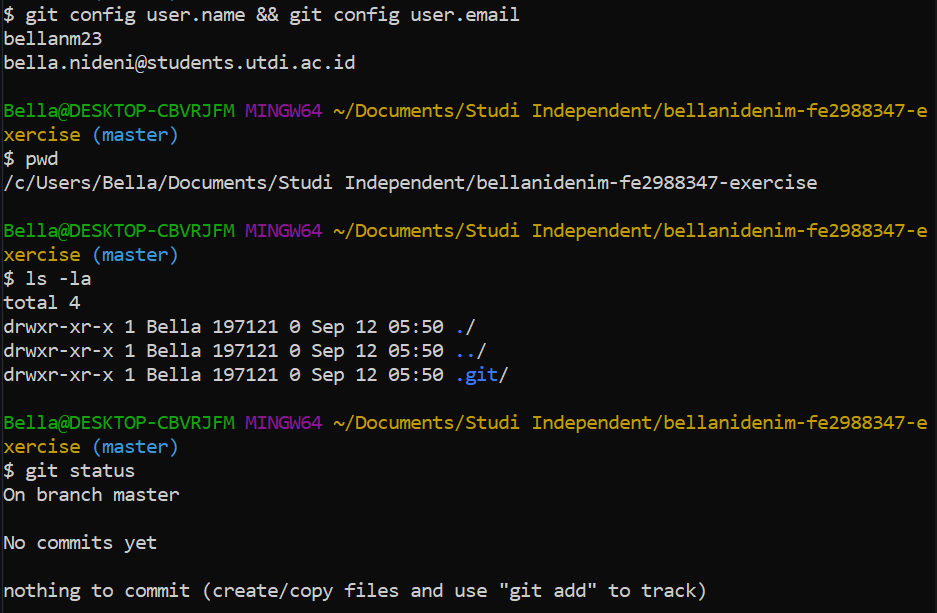 $ git config user.name && git config user.email
bellanm23
bella.nideni@students.utdi.ac.id
Bella@DESKTOP-CBVRJFM MINGW64 ~/Documents/Studi Independent/bellanidenim-fe2988347-e
xercise (master)
$ pwd
/c/Users/Bella/Documents/Studi Independent/bellanidenim-fe2988347-exercise
Bella@DESKTOP-CBVRJFM MINGW64 ~/Documents/Studi Independent/bellanidenim-fe2988347-e
xercise (master)
$ ls -la
total 4
drwxr-xr-x 1 Bella 197121 0 Sep 12 05:50 ./
drwxr-xr-x 1 Bella 197121 0 Sep 12 05:50 ../
drwxr-xr-x 1 Bella 197121 0 Sep 12 05:50 .git/
Bella@DESKTOP-CBVRJFM MINGW64 ~/Documents/Studi Independent/bellanidenim-fe2988347-e
xercise (master)
$ git status
On branch master
No commits yet
nothing to commit (create/copy files and use "git add" to track)